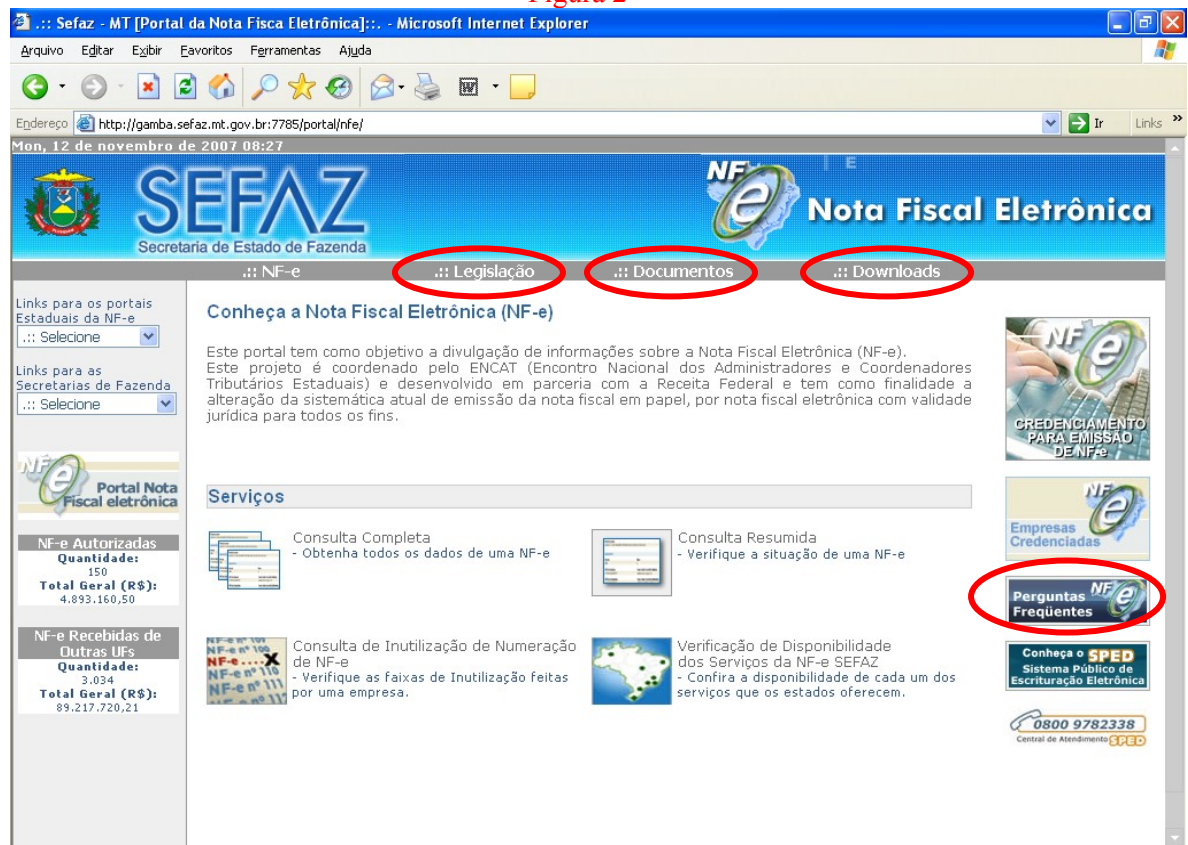 Figura 2
.:: Sefaz - MT [Portal da Nota Fisca Eletrônica]::. - Microsoft Internet Explorer
Arquivo Editar Exibir Favoritos Ferramentas Ajuda
Endereço http://gamba.sefaz.mt.gov.br:7785/portal/nfe/ Ir Links »
Mon, 12 de novembro de 2007 08:27
SEFAZ
Secretaria de Estado de Fazenda
NF e
Nota Fiscal Eletrônica
.:: NF-e .:: Legislação .:: Documentos .:: Downloads
Links para os portais
Estaduais da NF-e
.:: Selecione
Links para as
Secretarias de Fazenda
.:: Selecione
NFe
Portal Nota
Fiscal eletrônica
NF-e Autorizadas
Quantidade:
150
Total Geral (R$):
4.893.160,50
NF-e Recebidas de
Outras UFs
Quantidade:
3.034
Total Geral (R$):
89.217.720,21
Conheça a Nota Fiscal Eletrônica (NF-e)
Este portal tem como objetivo a divulgação de informações sobre a Nota Fiscal Eletrônica (NF-e).
Este projeto é coordenado pelo ENCAT (Encontro Nacional dos Administradores e Coordenadores
Tributários Estaduais) e desenvolvido em parceria com a Receita Federal e tem como finalidade a
alteração da sistemática atual de emissão da nota fiscal em papel, por nota fiscal eletrônica com validade
jurídica para todos os fins.
Serviços
Consulta Completa
- Obtenha todos os dados de uma NF-e
Consulta Resumida
- Verifique a situação de uma NF-e
Consulta de Inutilização de Numeração
de NF-e
- Verifique as faixas de Inutilização feitas
por uma empresa.
Verificação de Disponibilidade
dos Serviços da NF-e SEFAZ
- Confira a disponibilidade de cada um dos
serviços que os estados oferecem.
NFe
CREDENCIAMENTO
PARA EMISSÃO
DE NF-e
NFe
Empresas
Credenciadas
Perguntas NFe
Freqüentes
Conheça o SPED
Sistema Público de
Escrituração Eletrônica
0800 9782338
Central de Atendimento SPED